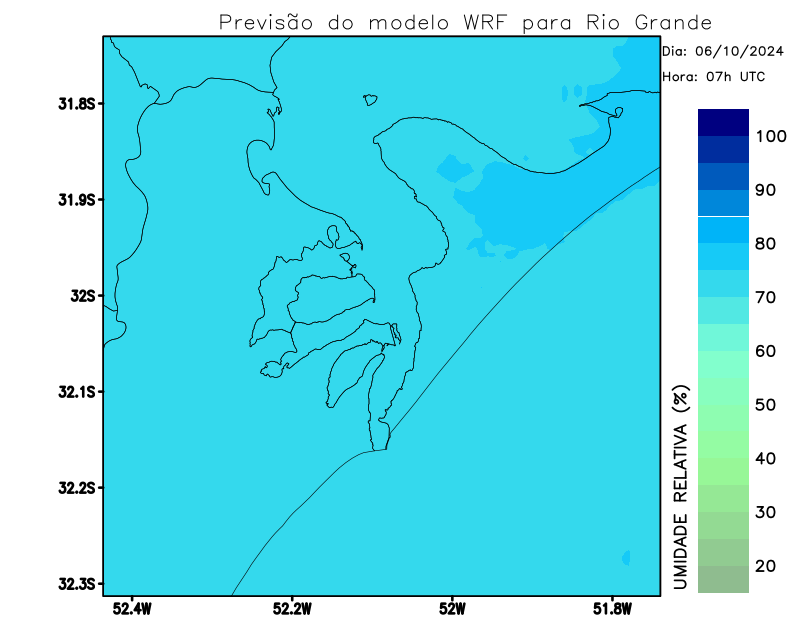 Previsão do modelo WRF para Rio Grande
Dia: 06/10/2024
Hora: 07h UTC
31.8S
31.9S
32S
32.1S
32.2S
32.3S
52.4W
52.2W
52W
51.8W
100
90
80
70
60
50
40
30
20
UMIDADE RELATIVA (%)